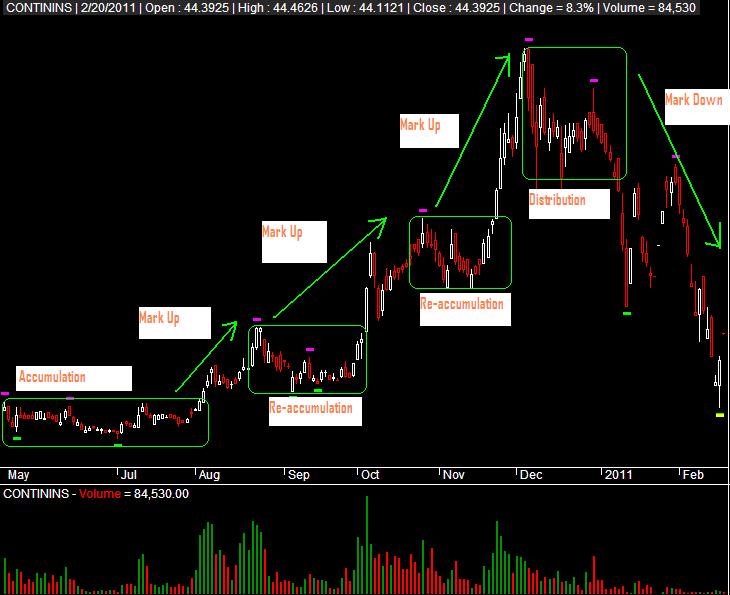 CONTININS | 2/20/2011 | Open : 44.3925 | High : 44.4626 | Low : 44.1121 | Close : 44.3925 | Change = 8.3% | Volume = 84,530
Mark Down
Mark Up
Distribution
Mark Up
Re-accumulation
Mark Up
Accumulation
Re-accumulation
May Jul Aug Sep Oct Nov Dec 2011 Feb
CONTININS - Volume = 84,530.00